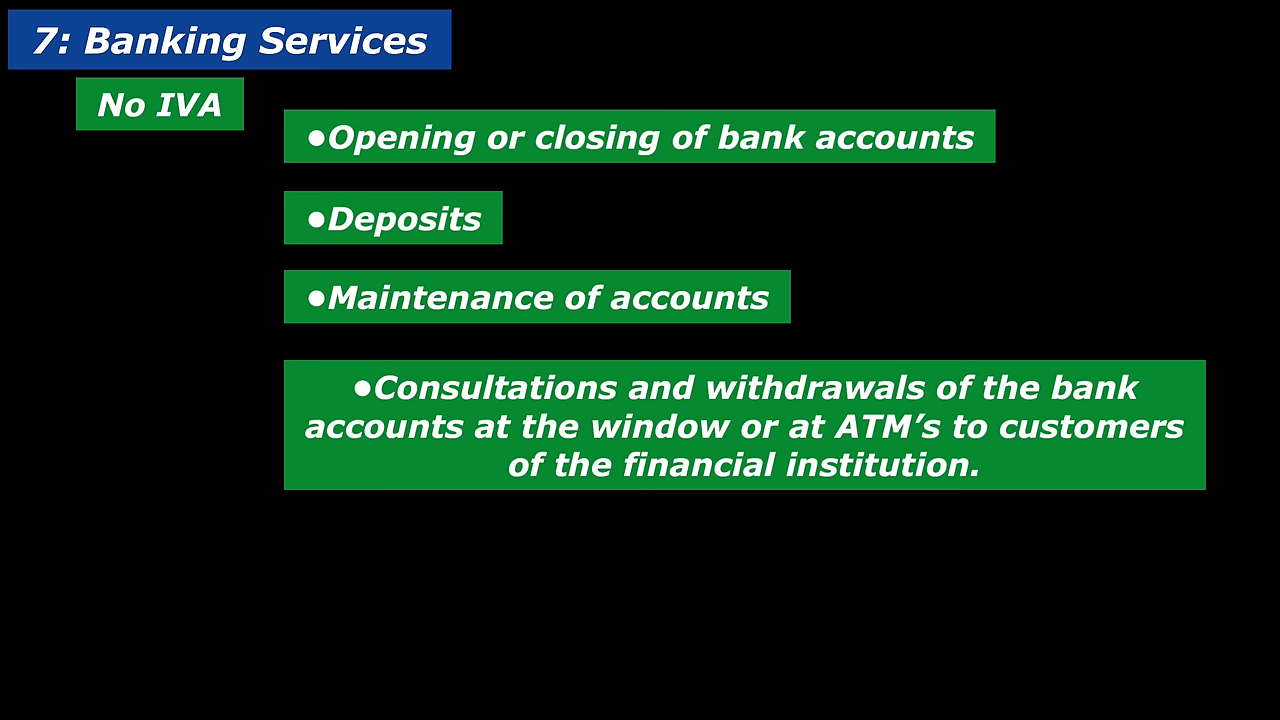 7: Banking Services
No IVA
●Opening or closing of bank accounts
●Deposits
●Maintenance of accounts
●Consultations and withdrawals of the bank
accounts at the window or at ATM’s to customers
of the financial institution.